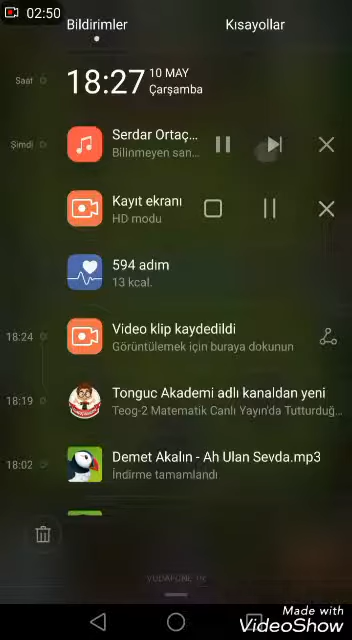 02:50
Bildirimler
Kısayollar
Saat
18:27
10 MAY
Çarşamba
Şimdi
Serdar Ortaç...
Bilinmeyen san...
Kayıt ekranı
HD modu
594 adım
13 kcal.
18:24
Video klip kaydedildi
Görüntülemek için buraya dokunun
18:19
Tonguc Akademi adlı kanaldan yeni
Teog-2 Matematik Canlı Yayın'da Tutturduğ...
18:02
Demet Akalın - Ah Ulan Sevda.mp3
İndirme tamamlandı
VODAFONE TR
Made with
VideoShow